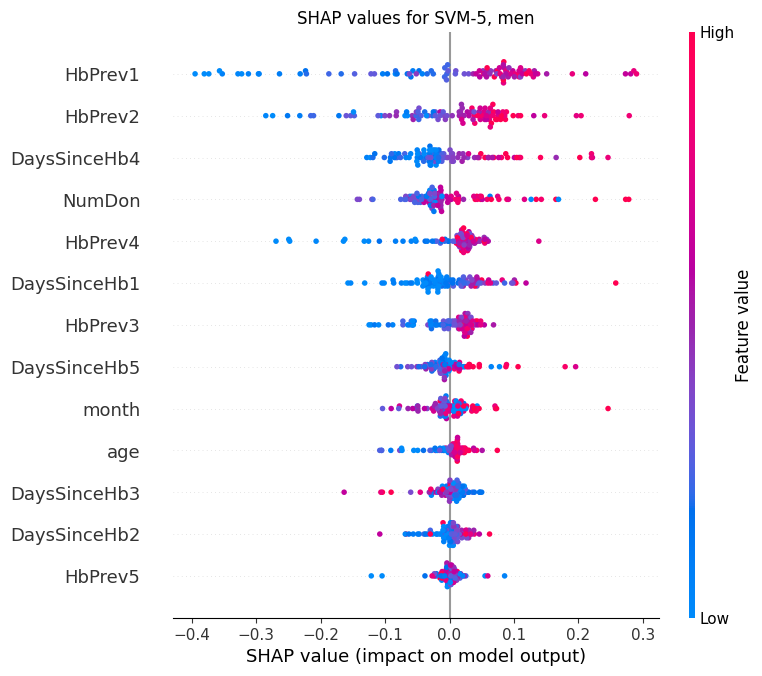 SHAP values for SVM-5, men
High
HbPrev1
HbPrev2
DaysSinceHb4
NumDon
HbPrev4
DaysSinceHb1
HbPrev3
DaysSinceHb5
month
age
DaysSinceHb3
DaysSinceHb2
HbPrev5
Feature value
Low
−0.4 −0.3 −0.2 −0.1 0.0 0.1 0.2 0.3
SHAP value (impact on model output)